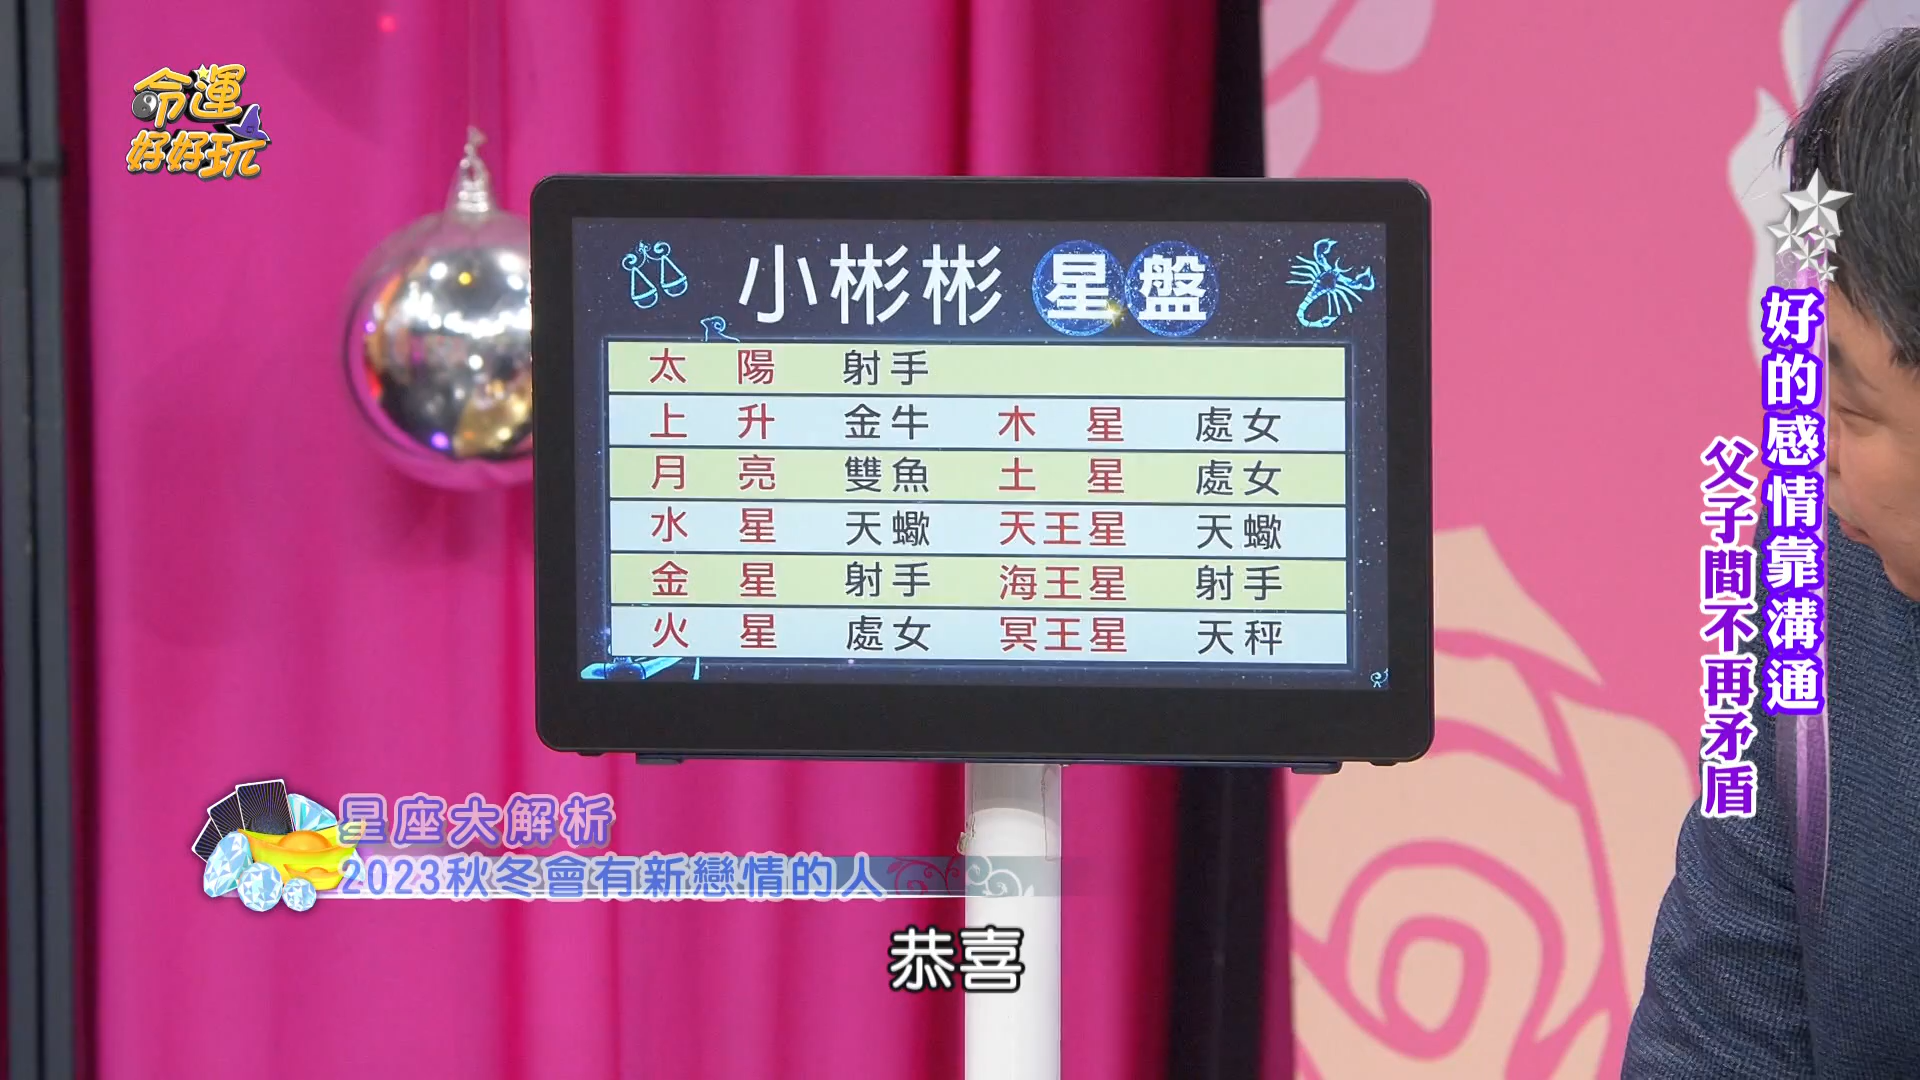 命運
好好玩
小彬彬 星盤
太陽 射手
上升 金牛 木星 處女
月亮 雙魚 土星 處女
水星 天蠍 天王星 天蠍
金星 射手 海王星 射手
火星 處女 冥王星 天秤
好的感情靠溝通
父子間不再矛盾
星座大解析
2023秋冬會有新戀情的人
恭喜